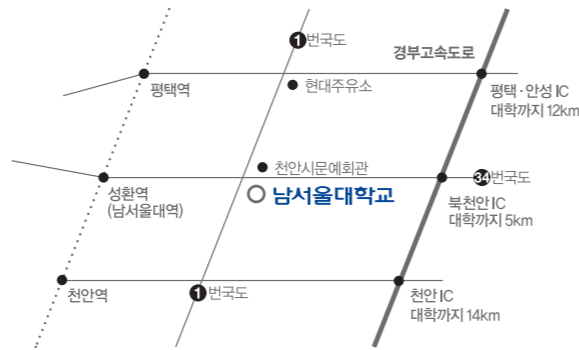 1 번국도
경부고속도로
평택역
현대주유소
평택·안성 IC
대학까지 12km
천안시문예회관
34 번국도
성환역
(남서울대역)
남서울대학교
북천안 IC
대학까지 5km
천안역
1 번국도
천안 IC
대학까지 14km